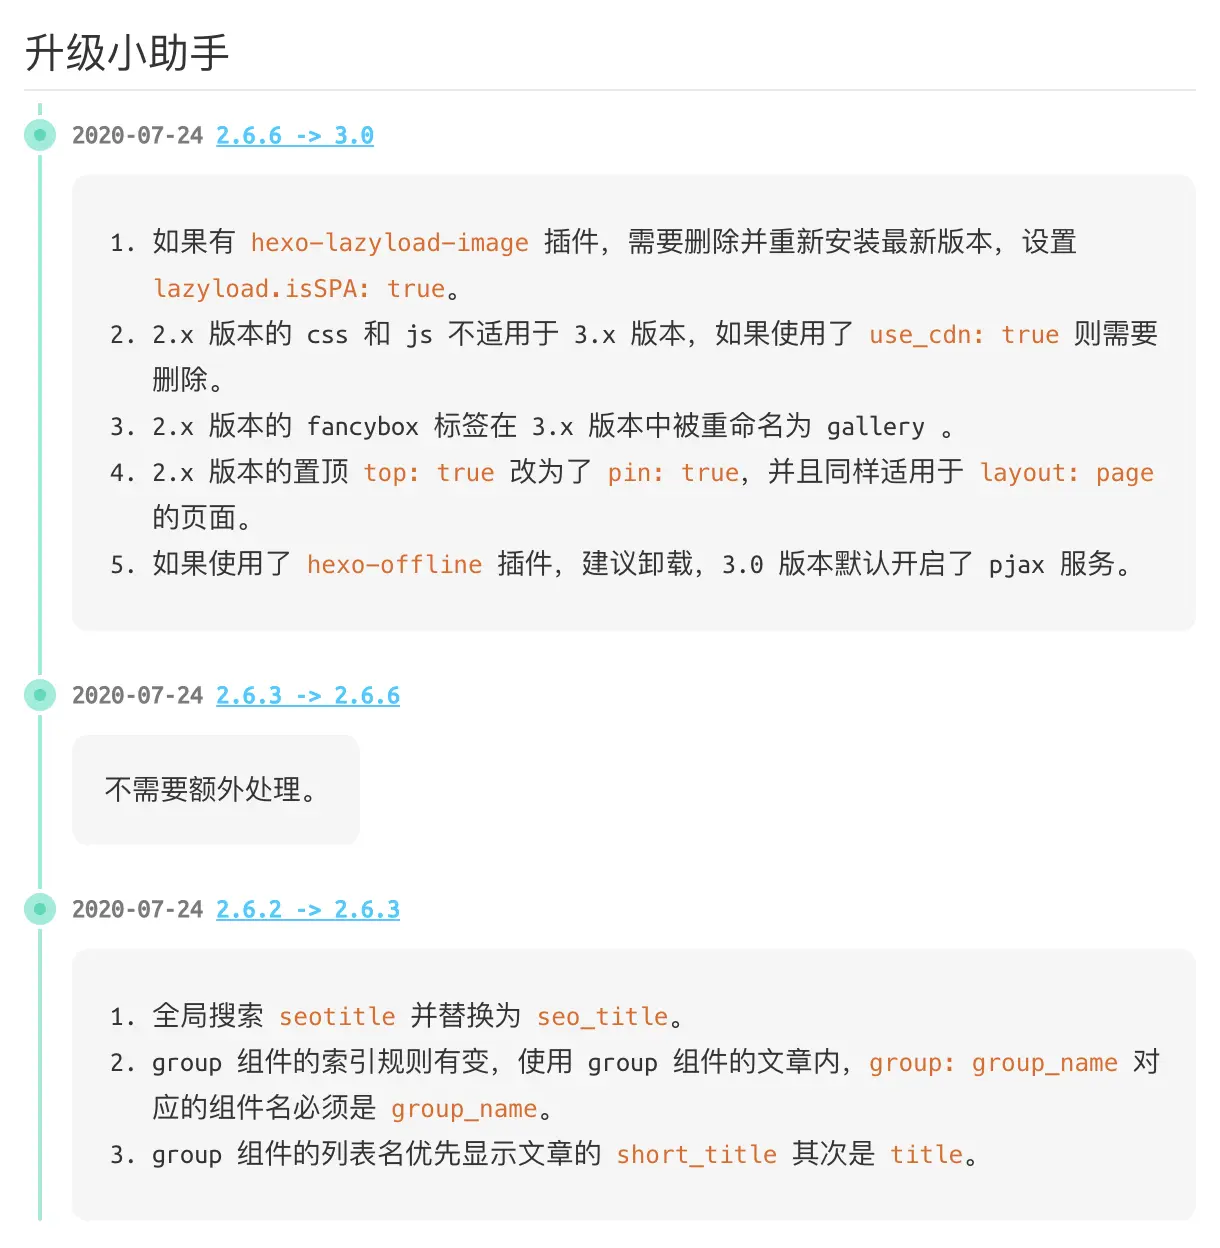 升级小助手
2020-07-24 2.6.6 -> 3.0
1. 如果有 hexo-lazyload-image 插件，需要删除并重新安装最新版本，设置
lazyload.isSPA: true。
2. 2.x 版本的 css 和 js 不适用于 3.x 版本，如果使用了 use_cdn: true 则需要
删除。
3. 2.x 版本的 fancybox 标签在 3.x 版本中被重命名为 gallery 。
4. 2.x 版本的置顶 top: true 改为了 pin: true，并且同样适用于 layout: page
的页面。
5. 如果使用了 hexo-offline 插件，建议卸载，3.0 版本默认开启了 pjax 服务。
2020-07-24 2.6.3 -> 2.6.6
不需要额外处理。
2020-07-24 2.6.2 -> 2.6.3
1. 全局搜索 seotitle 并替换为 seo_title。
2. group 组件的索引规则有变，使用 group 组件的文章内，group: group_name 对
应的组件名必须是 group_name。
3. group 组件的列表名优先显示文章的 short_title 其次是 title。